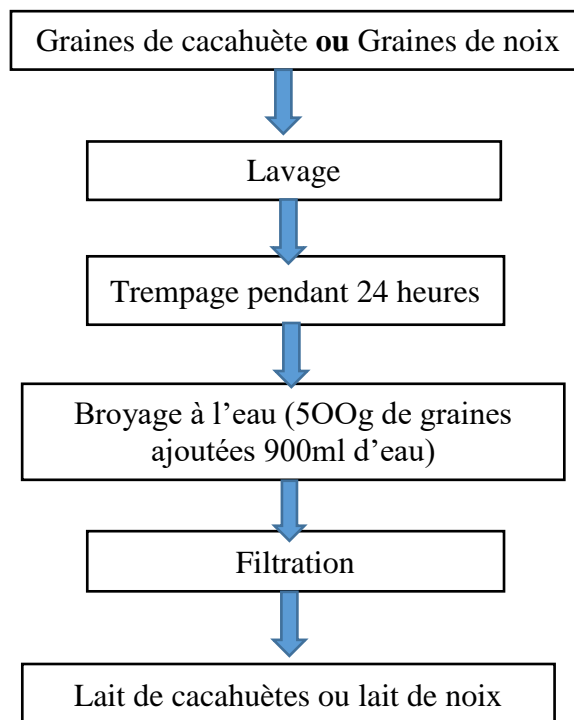 Graines de cacahuète ou Graines de noix
Lavage
Trempage pendant 24 heures
Broyage à l’eau (5OOg de graines
ajoutées 900ml d’eau)
Filtration
Lait de cacahuètes ou lait de noix